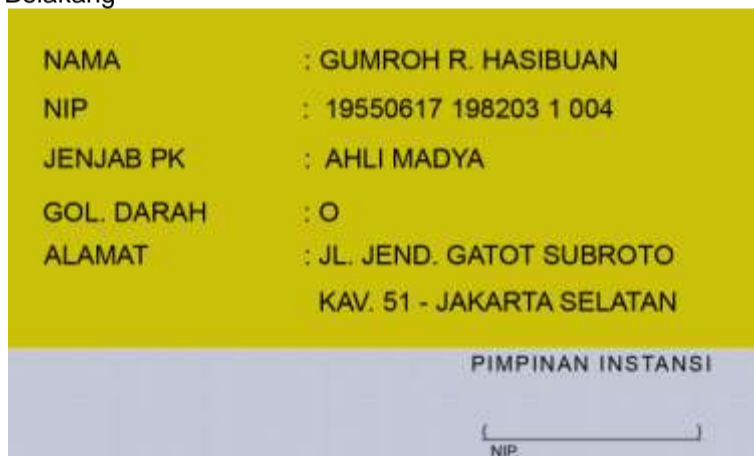 Belakang
NAMA : GUMROH R. HASIBUAN
NIP : 19550617 198203 1 004
JENJAB PK : AHLI MADYA
GOL. DARAH : O
ALAMAT : JL. JEND. GATOT SUBROTO
KAV. 51 - JAKARTA SELATAN
PIMPINAN INSTANSI
( )
NIP.